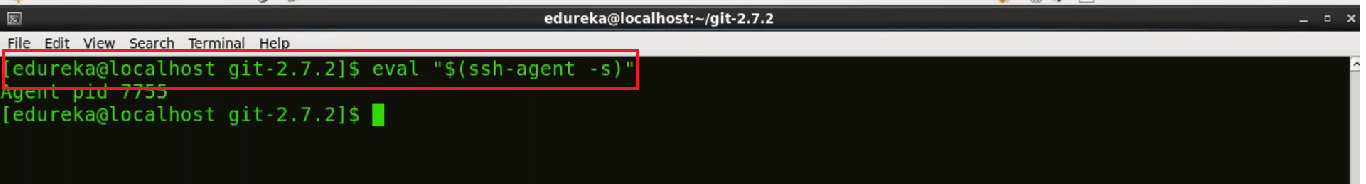 edureka@localhost:~/git-2.7.2
File Edit View Search Terminal Help
[edureka@localhost git-2.7.2]$ eval "$(ssh-agent -s)"
Agent pid 7755
[edureka@localhost git-2.7.2]$